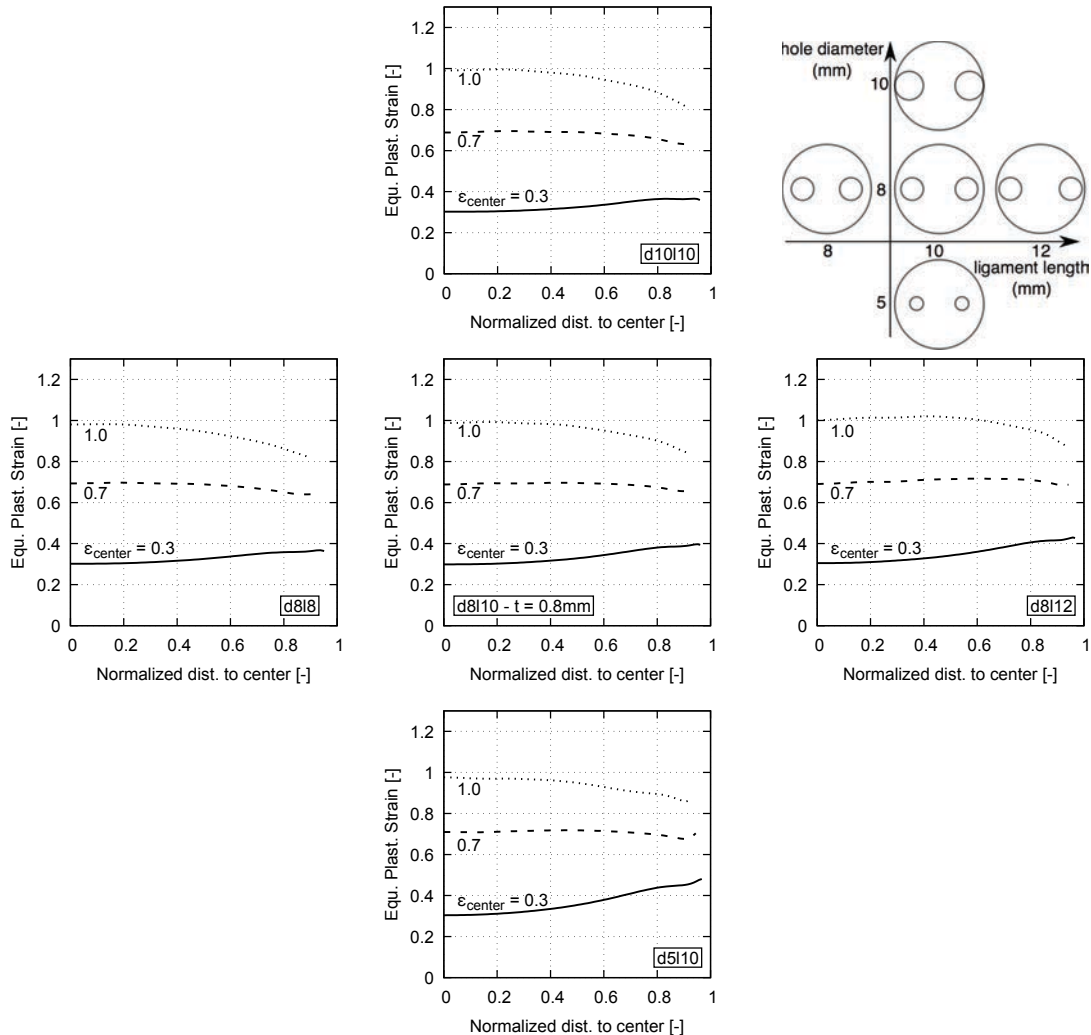 1.2
1
0.8
0.6
0.4
0.2
0
Equ. Plast. Strain [-]
1.0
0.7
εcenter = 0.3
d10l10
0 0.2 0.4 0.6 0.8 1
Normalized dist. to center [-]
hole diameter
(mm)
10
8
5
8 10 12
ligament length
(mm)
1.2
1
0.8
0.6
0.4
0.2
0
Equ. Plast. Strain [-]
1.0
0.7
εcenter = 0.3
d8l8
0 0.2 0.4 0.6 0.8 1
Normalized dist. to center [-]
1.2
1
0.8
0.6
0.4
0.2
0
Equ. Plast. Strain [-]
1.0
0.7
εcenter = 0.3
d8l10 - t = 0.8mm
0 0.2 0.4 0.6 0.8 1
Normalized dist. to center [-]
1.2
1
0.8
0.6
0.4
0.2
0
Equ. Plast. Strain [-]
1.0
0.7
εcenter = 0.3
d8l12
0 0.2 0.4 0.6 0.8 1
Normalized dist. to center [-]
1.2
1
0.8
0.6
0.4
0.2
0
Equ. Plast. Strain [-]
1.0
0.7
εcenter = 0.3
d5l10
0 0.2 0.4 0.6 0.8 1
Normalized dist. to center [-]